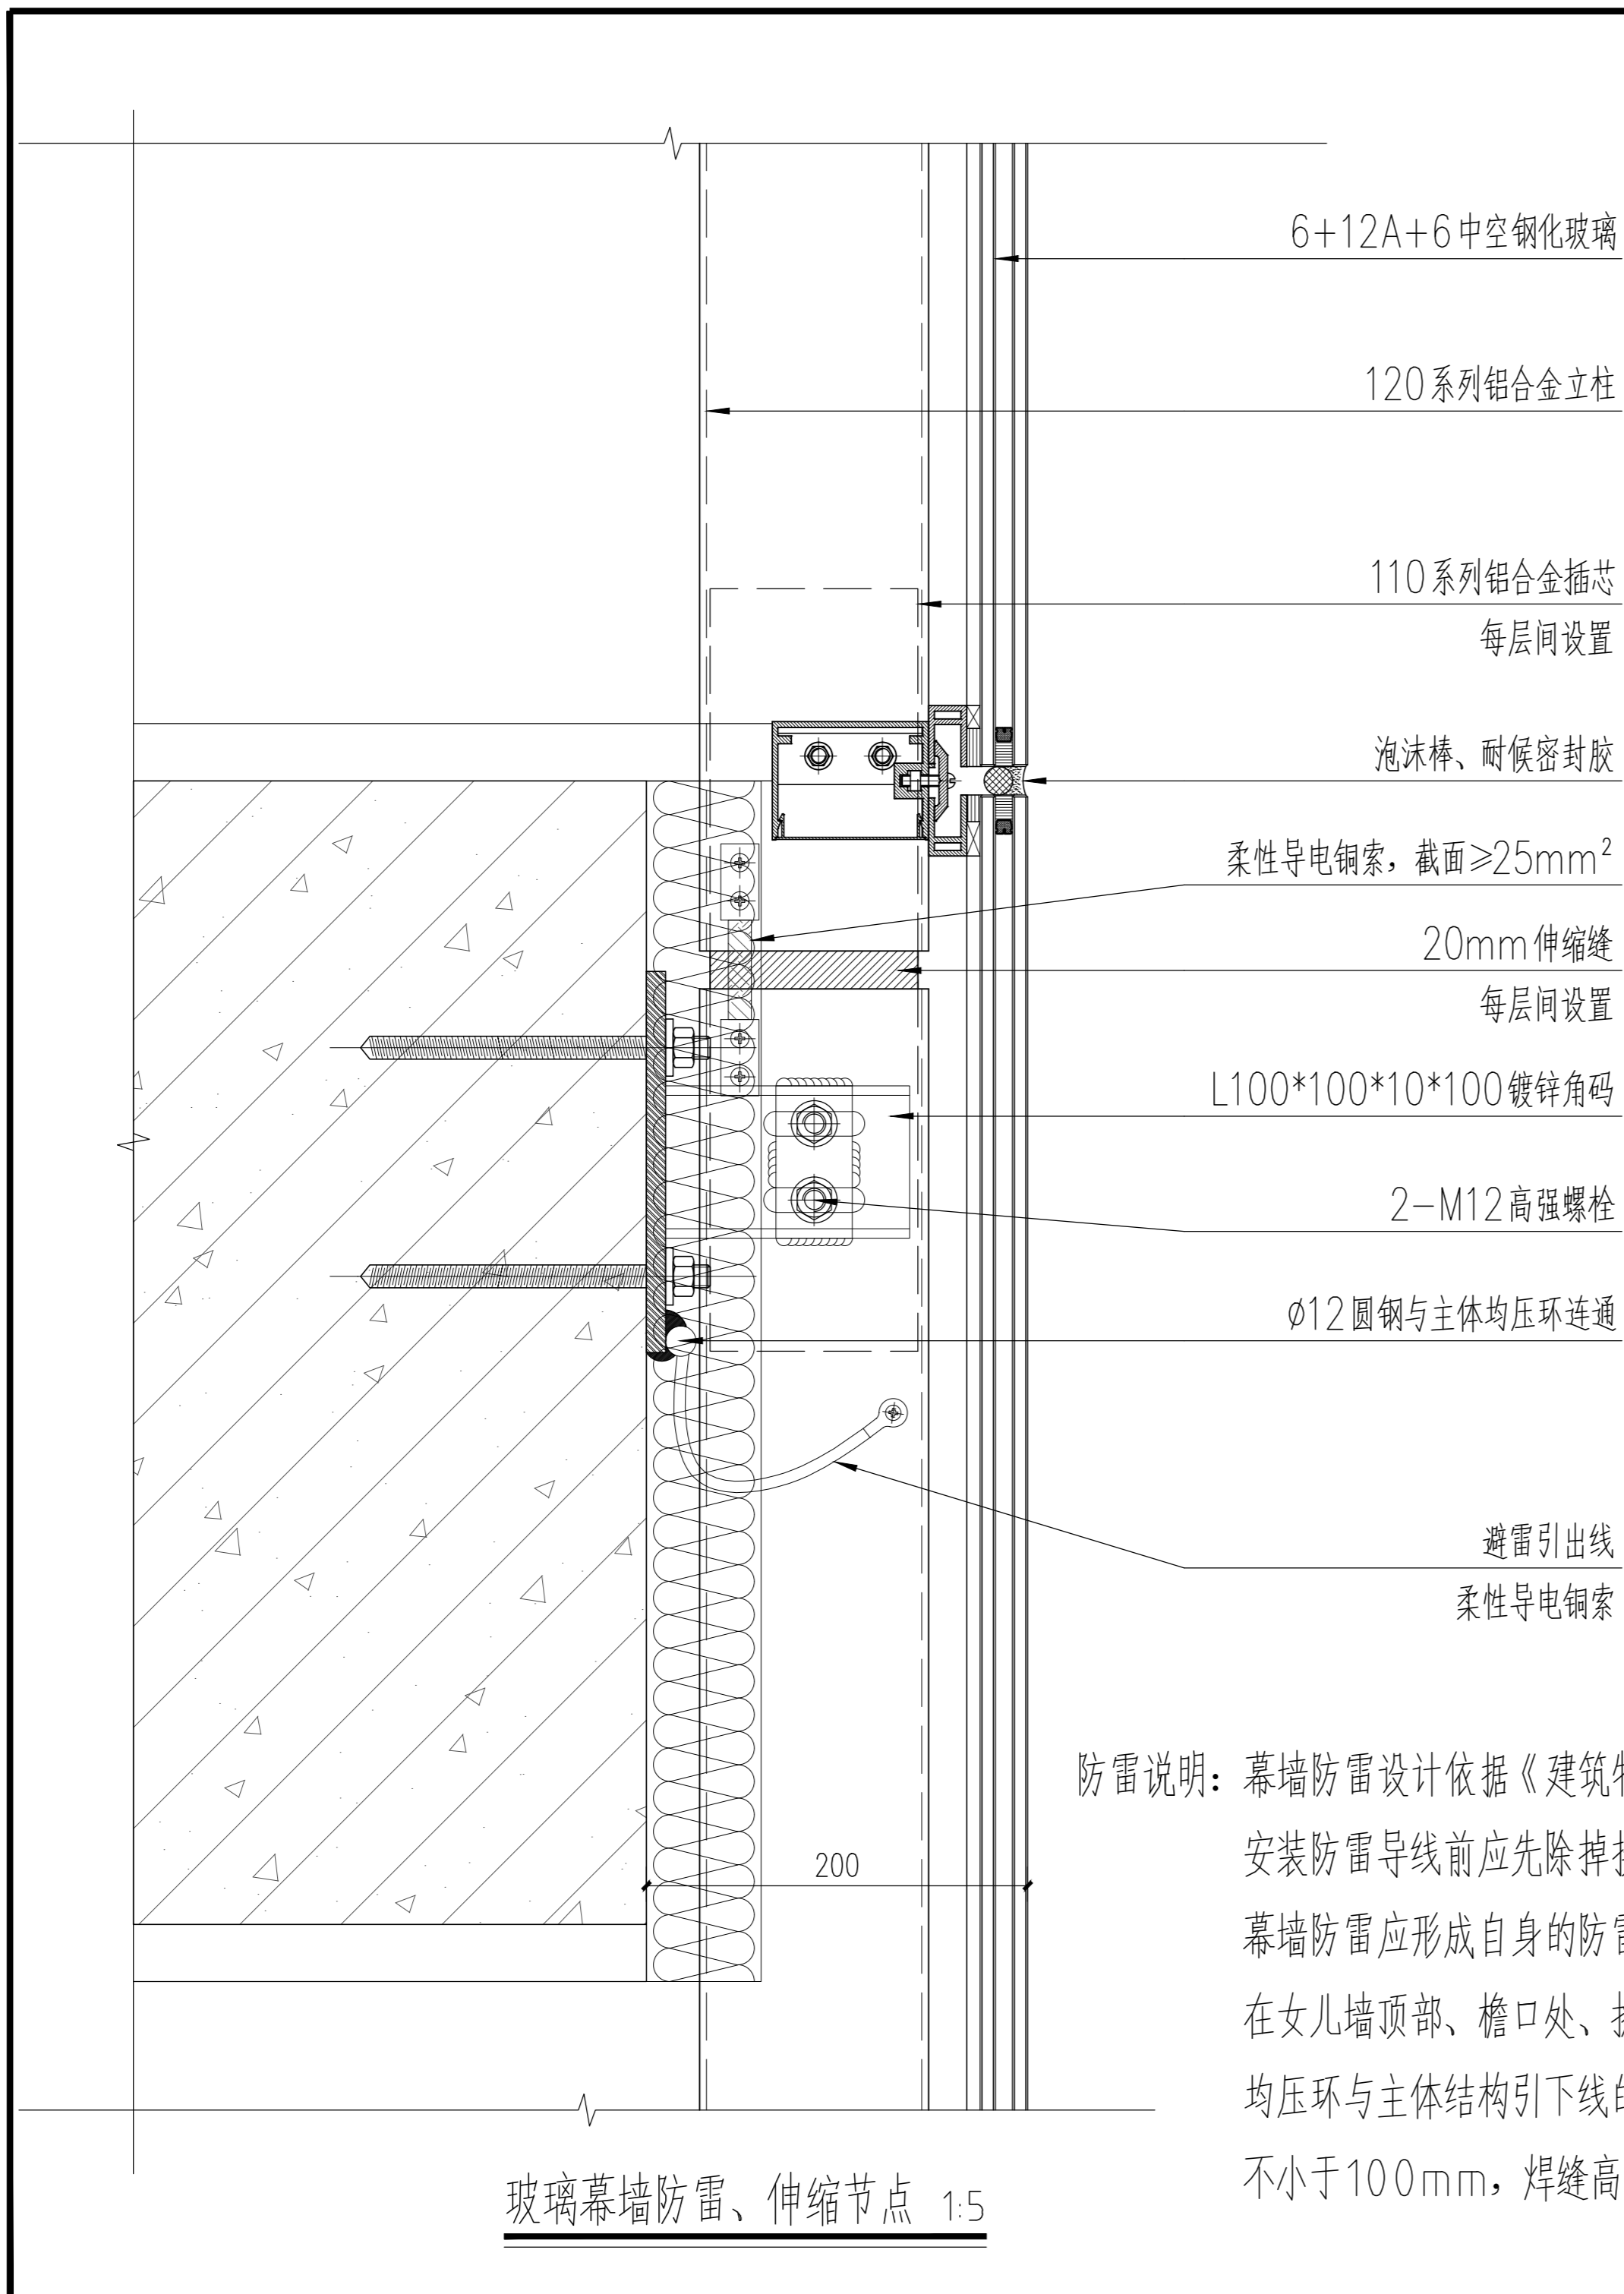 6+12A+6中空钢化玻璃
120系列铝合金立柱
110系列铝合金插芯
每层间设置
泡沫棒、耐候密封胶
柔性导电铜索，截面≥25mm²
20mm伸缩缝
每层间设置
L100*100*10*100镀锌角码
2-M12高强螺栓
ø12圆钢与主体均压环连通
避雷引出线
柔性导电铜索
防雷说明：幕墙防雷设计依据《建筑
安装防雷导线前应先除掉
幕墙防雷应形成自身的防
200
在女儿墙顶部、檐口处、
均压环与主体结构引下线
不小于100mm，焊缝高
玻璃幕墙防雷、伸缩节点 1:5